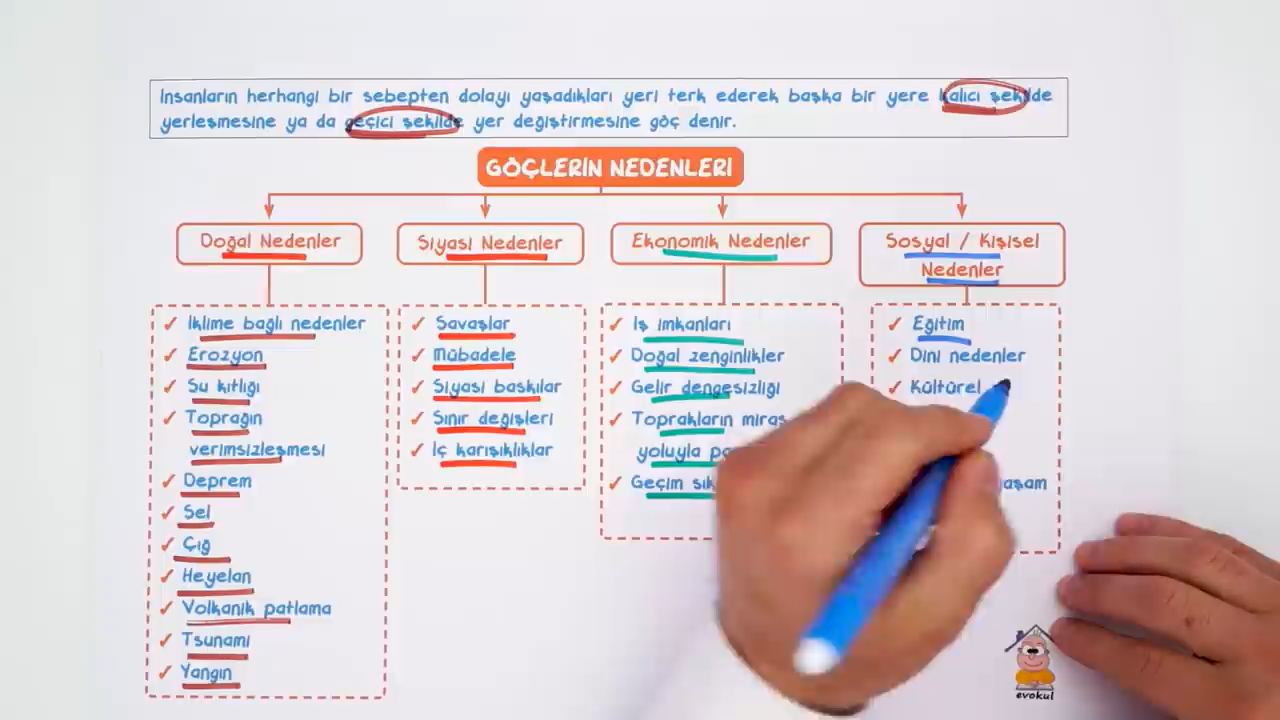 İnsanların herhangi bir sebepten dolayı yaşadıkları yeri terk ederek başka bir yere kalıcı şekilde
yerleşmesine ya da geçici şekilde yer değiştirmesine göç denir.
GÖÇLERİN NEDENLERİ
Doğal Nedenler
Siyasi Nedenler
Ekonomik Nedenler
Sosyal / Kişisel
Nedenler
✓ İklime bağlı nedenler
✓ Erozyon
✓ Su kıtlığı
✓ Toprağın
verimsizleşmesi
✓ Deprem
✓ Sel
✓ Çığ
✓ Heyelan
✓ Volkanik patlama
✓ Tsunami
✓ Yangın
✓ Savaşlar
✓ Mübadele
✓ Siyasi baskılar
✓ Sınır değişleri
✓ İç karışıklıklar
✓ İş imkanları
✓ Doğal zenginlikler
✓ Gelir dengesizliği
✓ Toprakların miras
yoluyla
✓ Geçim
✓ Eğitim
✓ Dini nedenler
✓ Kültürel
evokul